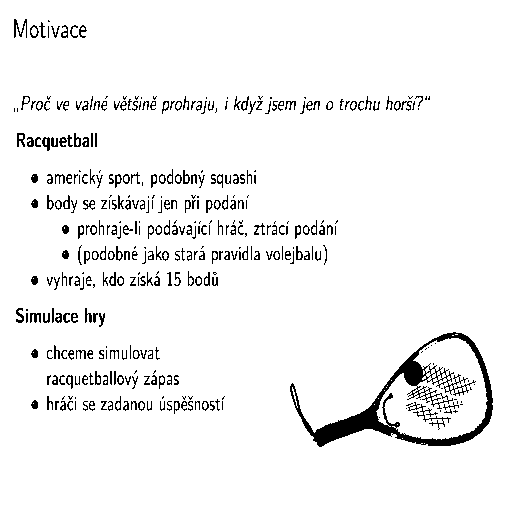 Motivace
„Proč ve valné většině prohraju, i když jsem jen o trochu horší?“
Racquetball
• americký sport, podobný squashi
• body se získávají jen při podání
• prohraje-li podávající hráč, ztrácí podání
• (podobné jako stará pravidla volejbalu)
• vyhraje, kdo získá 15 bodů
Simulace hry
• chceme simulovat
racquetballový zápas
• hráči se zadanou úspěšností